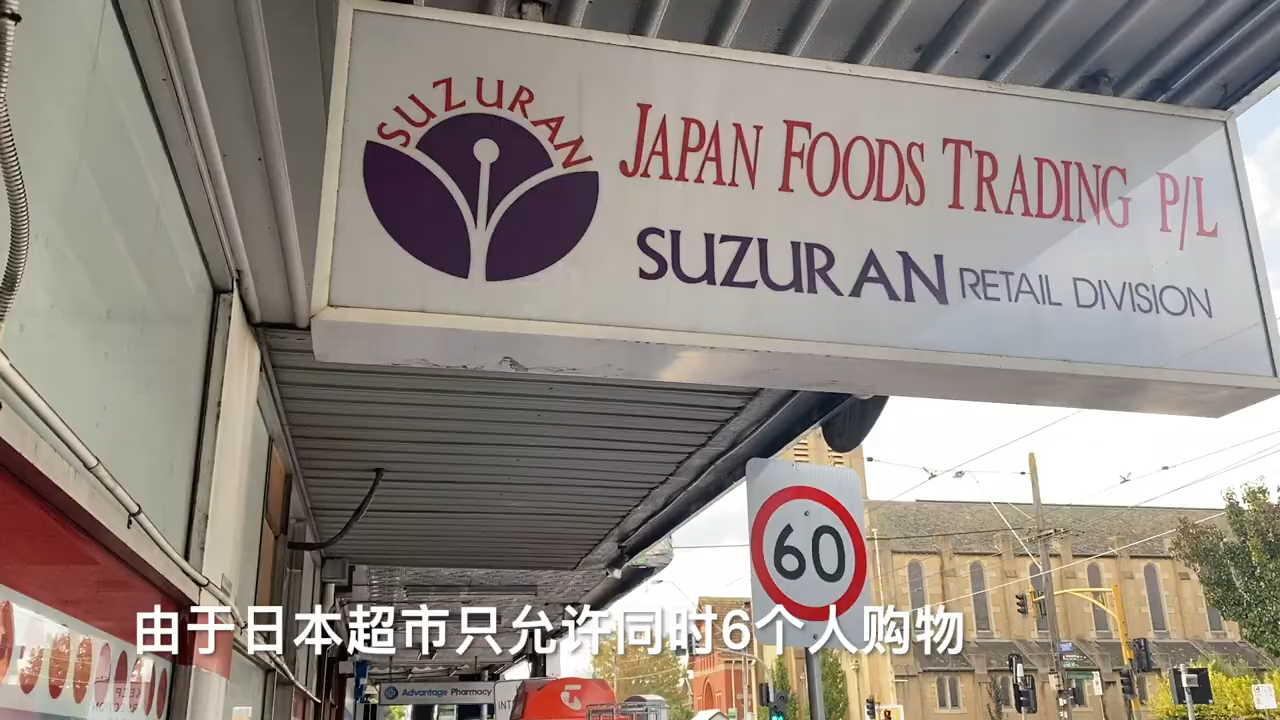 SUZURAN
JAPAN FOODS TRADING P/L
SUZURAN RETAIL DIVISION
60
由于日本超市只允许同时6个人购物
Advantage Pharmacy